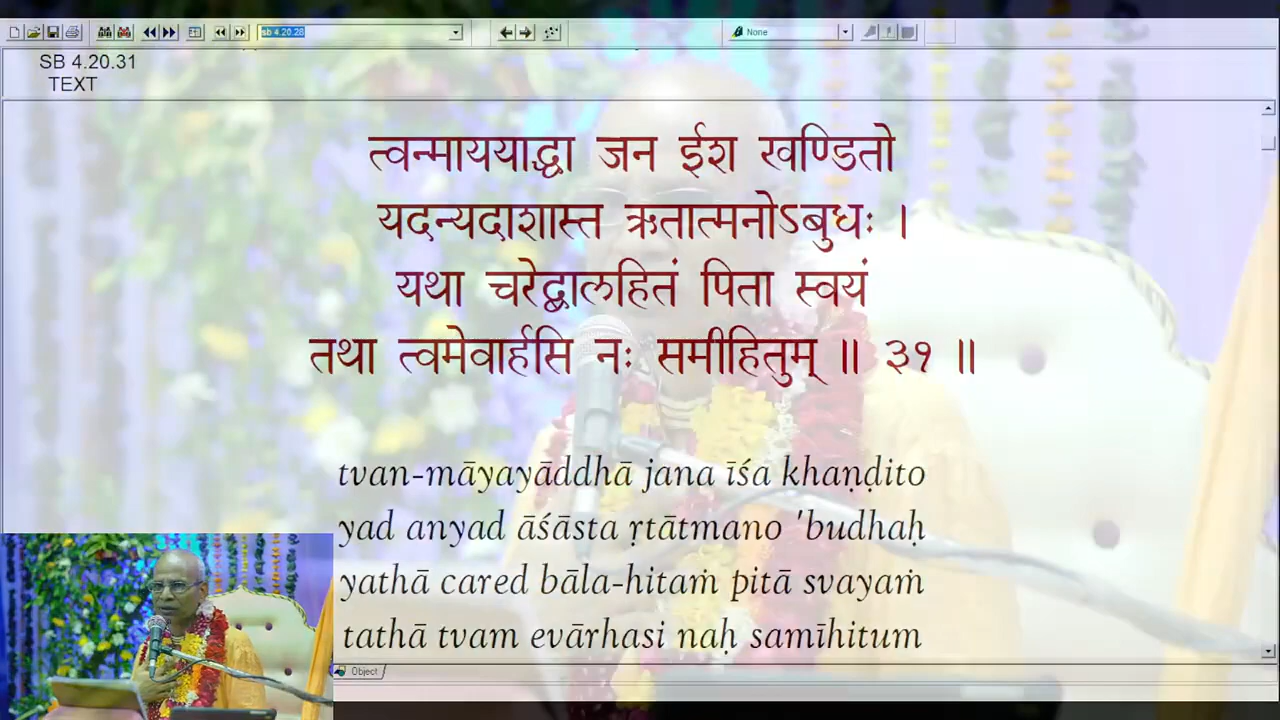 sb 4.20.28
None
SB 4.20.31
TEXT
त्वन्माययाद्धा जन ईश खण्डितो
यदन्यदाशास्त ऋतात्मनोऽबुधः ।
यथा चरेद्बालहितं पिता स्वयं
तथा त्वमेवार्हसि नः समीहितुम् ॥ ३१ ॥
tvan-māyayāddhā jana īśa khaṇḍito
yad anyad āśāsta ṛtātmano 'budhaḥ
yathā cared bāla-hitaṁ pitā svayaṁ
tathā tvam evārhasi naḥ samīhitum
Object